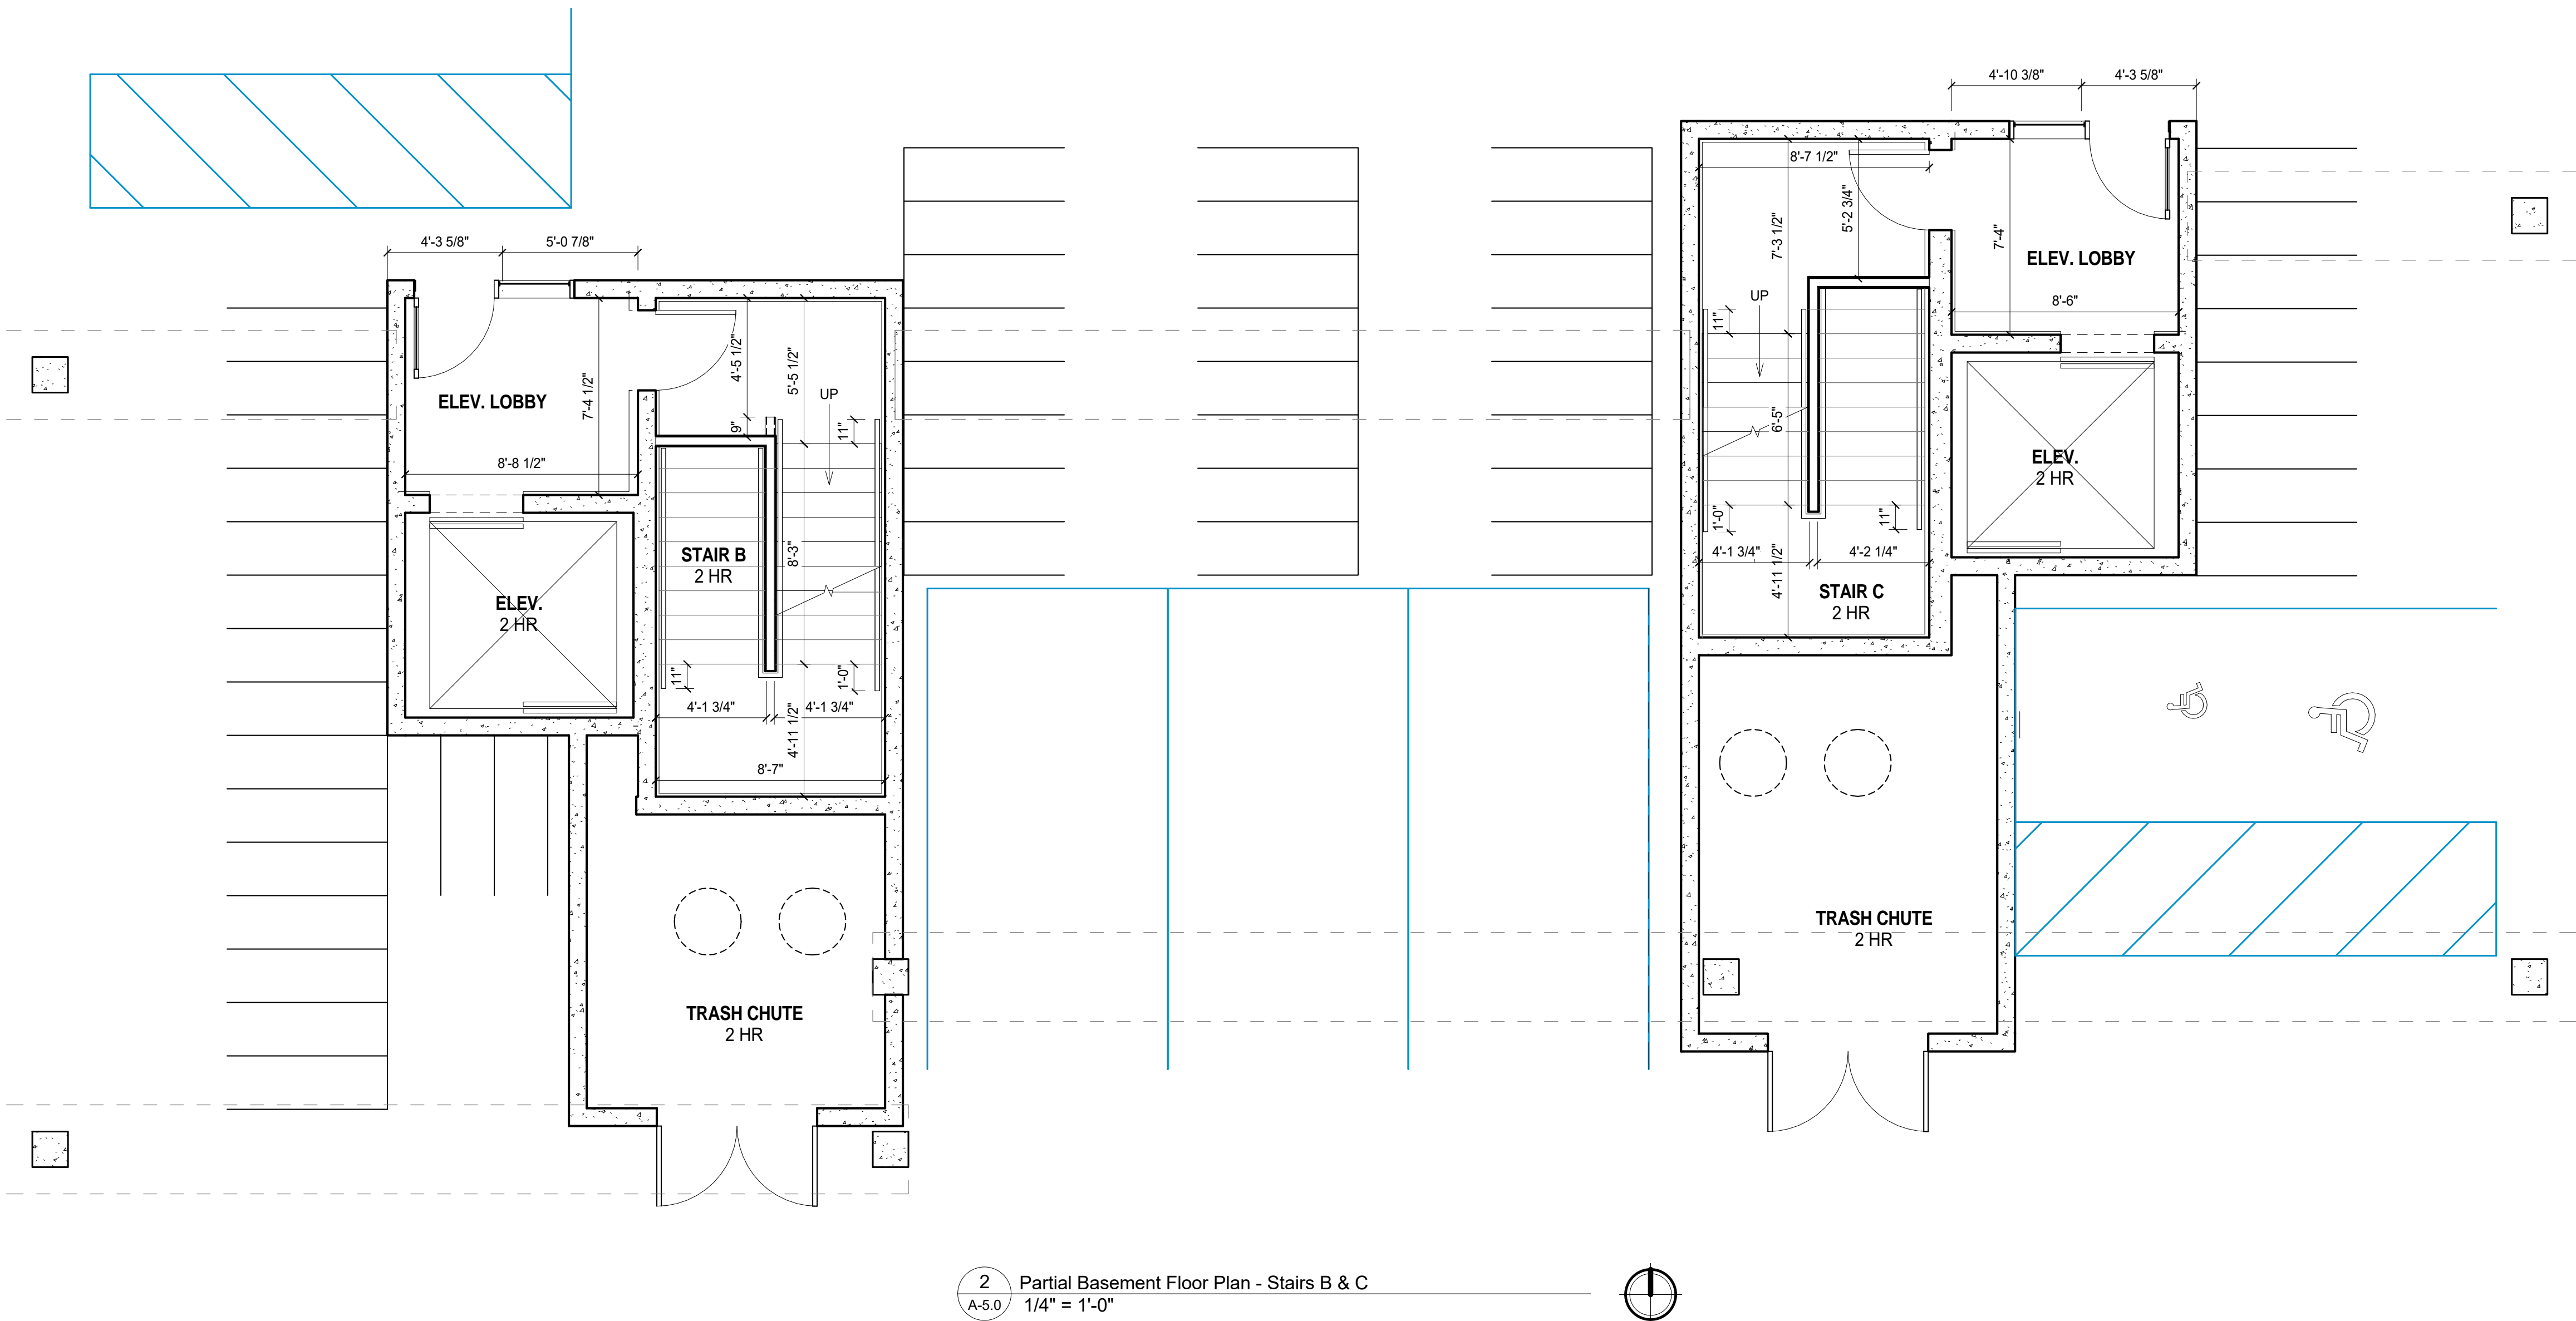 4'-10 3/8"
4'-3 5/8"
8'-7 1/2"
5'-2 3/4"
7'-3 1/2"
7'-4"
ELEV. LOBBY
UP
11"
8'-6"
6'-5"
ELEV.
2 HR
1'-0"
11"
4'-1 3/4"
4'-2 1/4"
4'-11 1/2"
STAIR C
2 HR
TRASH CHUTE
2 HR
4'-3 5/8"
5'-0 7/8"
4'-5 1/2"
5'-5 1/2"
7'-4 1/2"
ELEV. LOBBY
UP
9"
11"
8'-8 1/2"
STAIR B
2 HR
8'-3"
ELEV.
2 HR
11"
1'-0"
4'-1 3/4"
4'-1 3/4"
4'-11 1/2"
8'-7"
TRASH CHUTE
2 HR
2
A-5.0
Partial Basement Floor Plan - Stairs B & C
1/4" = 1'-0"